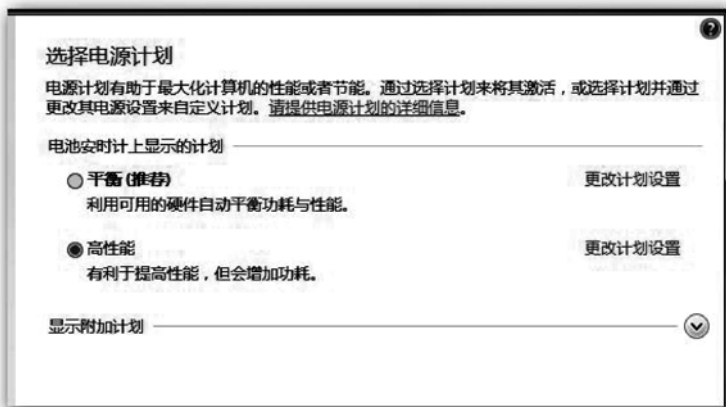 选择电源计划
电源计划有助于最大化计算机的性能或者节能。通过选择计划来将其激活，或选择计划并通过
更改其电源设置来自定义计划。请提供电源计划的详细信息。
电池安时计上显示的计划
平衡(推荐) 更改计划设置
利用可用的硬件自动平衡功耗与性能。
高性能 更改计划设置
有利于提高性能，但会增加功耗。
显示附加计划